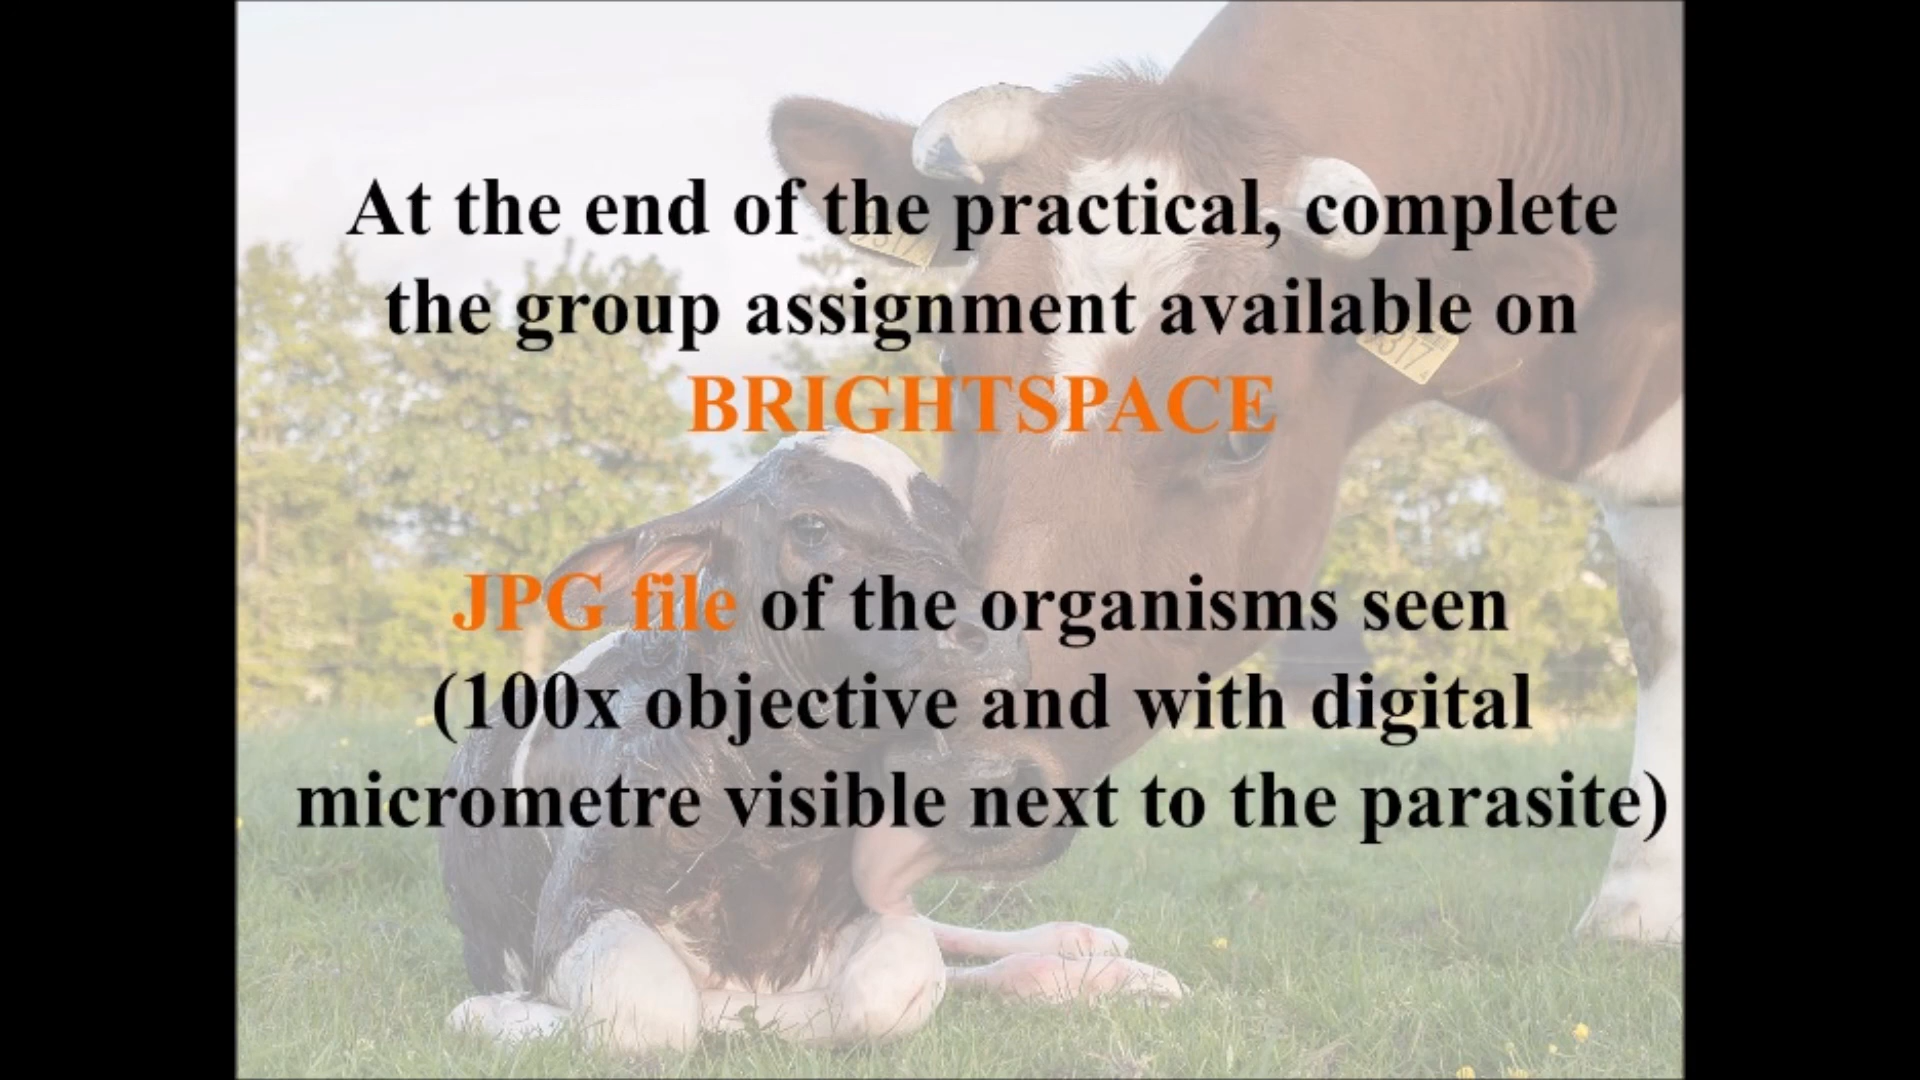 At the end of the practical, complete
the group assignment available on
BRIGHTSPACE
JPG file of the organisms seen
(100x objective and with digital
micrometre visible next to the parasite)